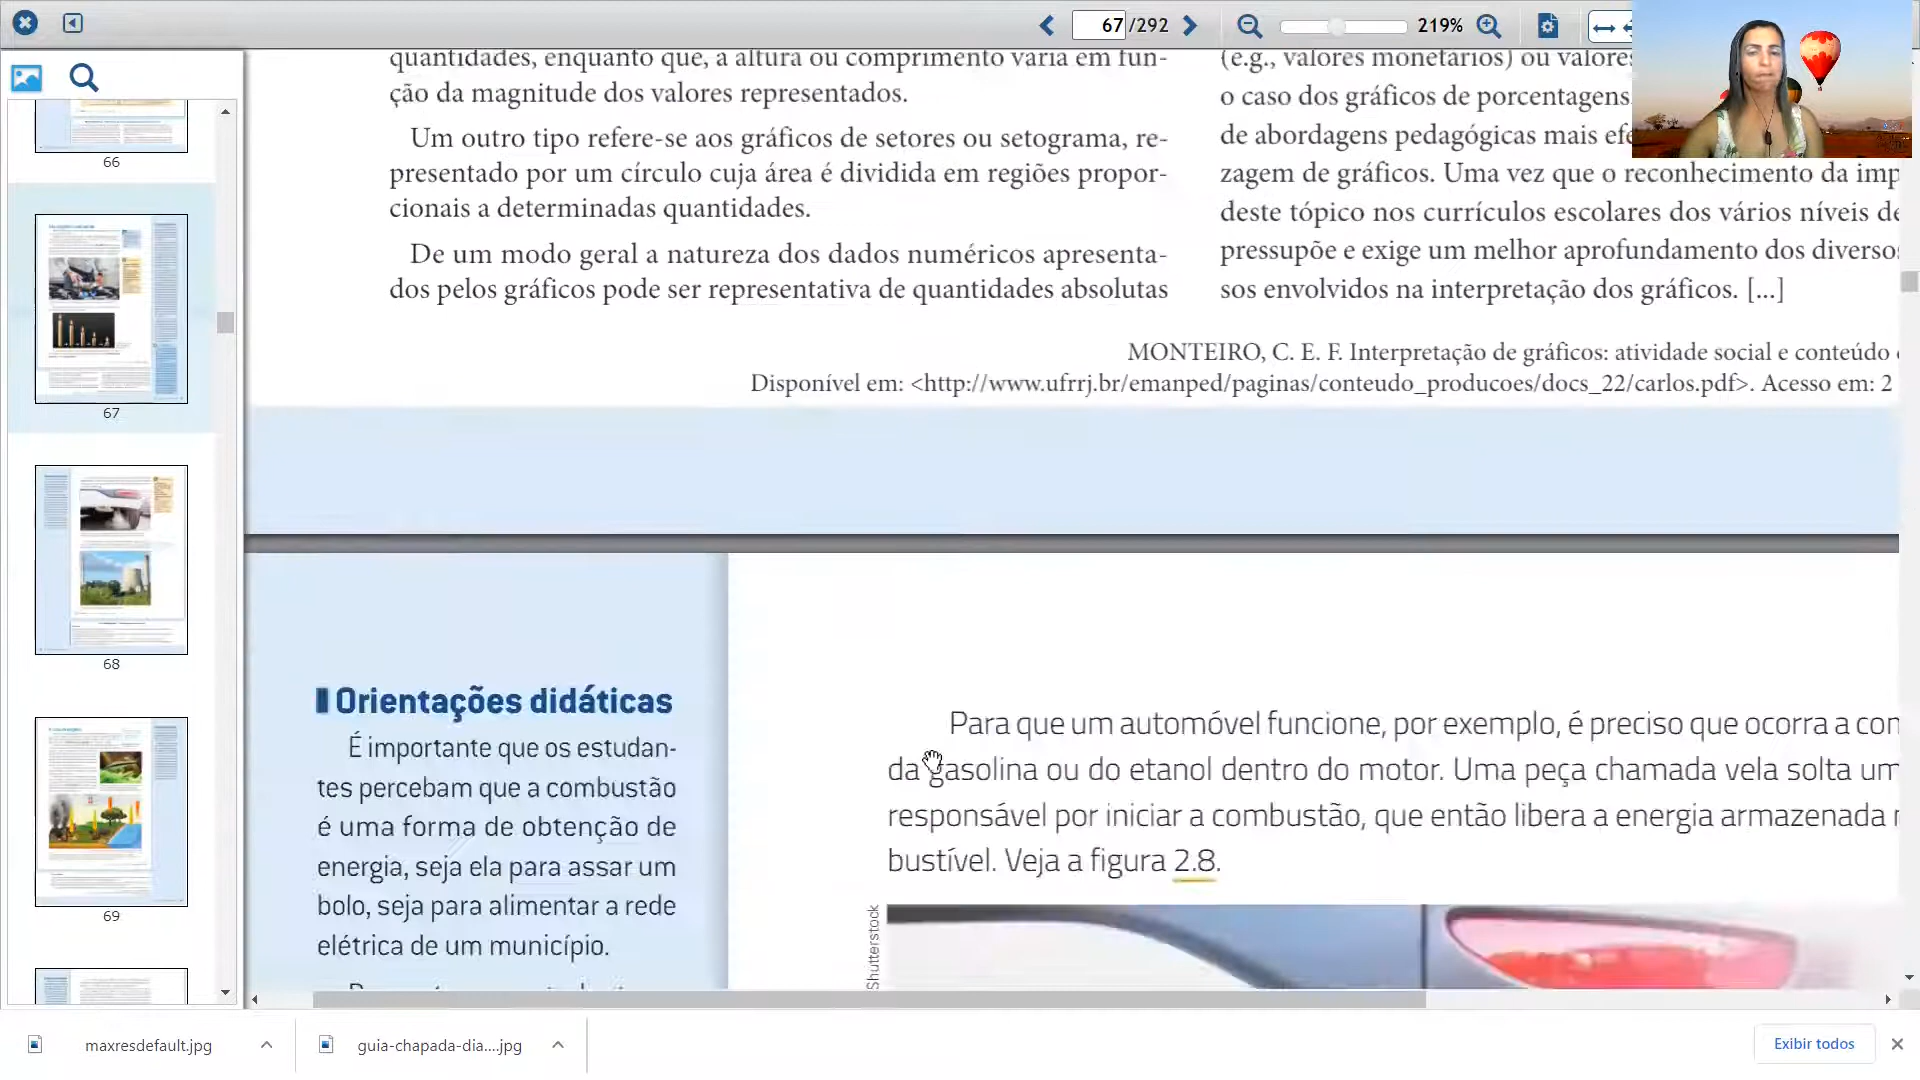 67 /292
219%
66
67
68
69
quantidades, enquanto que, a altura ou comprimento varia em fun-
ção da magnitude dos valores representados.
Um outro tipo refere-se aos gráficos de setores ou setograma, re-
presentado por um círculo cuja área é dividida em regiões propor-
cionais a determinadas quantidades.
De um modo geral a natureza dos dados numéricos apresenta-
dos pelos gráficos pode ser representativa de quantidades absolutas
(e.g., valores monetários) ou valores
o caso dos gráficos de porcentagens.
de abordagens pedagógicas mais
zagem de gráficos. Uma vez que o reconhecimento da
deste tópico nos currículos escolares dos vários níveis
pressupõe e exige um melhor aprofundamento dos
sos envolvidos na interpretação dos gráficos. [...]
MONTEIRO, C. E. F. Interpretação de gráficos: atividade social e conteúdo
Disponível em: <http://www.ufrrj.br/emanped/paginas/conteudo_producoes/docs_22/carlos.pdf>. Acesso em: 2
Orientações didáticas
É importante que os estudan-
tes percebam que a combustão
é uma forma de obtenção de
energia, seja ela para assar um
bolo, seja para alimentar a rede
elétrica de um município.
Para que um automóvel funcione, por exemplo, é preciso que ocorra a
da gasolina ou do etanol dentro do motor. Uma peça chamada vela solta
responsável por iniciar a combustão, que então libera a energia armazenada
bustível. Veja a figura 2.8.
Shutterstock
maxresdefault.jpg
guia-chapada-dia....jpg
Exibir todos